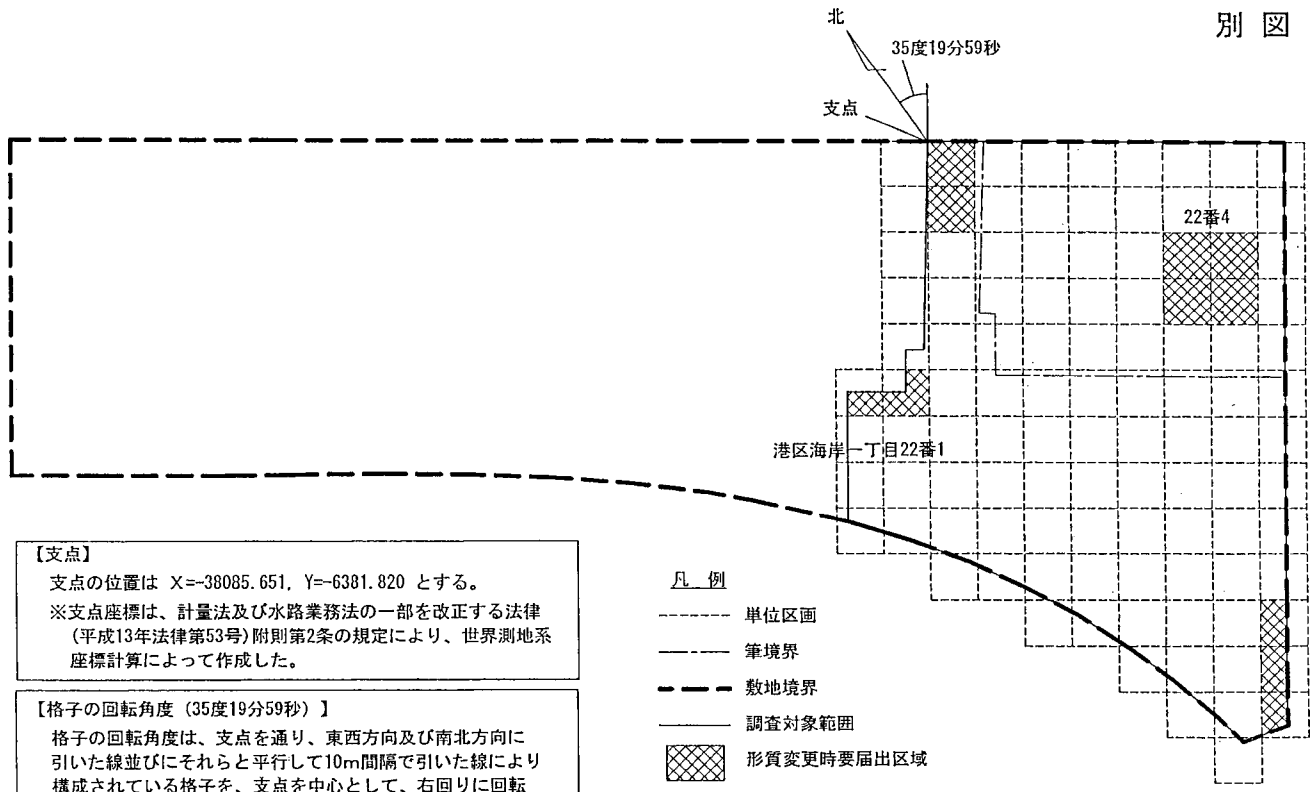 別 図
北
35度19分59秒
支点
22番4
港区海岸一丁目22番1
【支点】
支点の位置は X=-38085.651, Y=-6381.820 とする。
※支点座標は、計量法及び水路業務法の一部を改正する法律
(平成13年法律第53号)附則第2条の規定により、世界測地系
座標計算によって作成した。
【格子の回転角度 (35度19分59秒) 】
格子の回転角度は、支点を通り、東西方向及び南北方向に
引いた線並びにそれらと平行して10m間隔で引いた線により
構成されている格子を、支点を中心として、右回りに回転
凡 例
単位区画
筆境界
敷地境界
調査対象範囲
形質変更時要届出区域